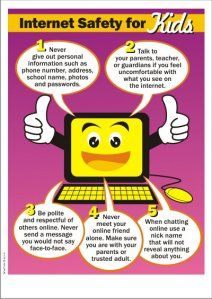 Internet Safety for Kids
1 Never
give out personal
information such as
phone number, address,
school name, photos
and passwords.
2 Talk to
your parents, teacher,
or guardians if you feel
uncomfortable with
what you see on
the internet.
3 Be polite
and respectful of
others online. Never
send a message
you would not say
face-to-face.
4 Never
meet your online
friend alone. Make
sure you are with your
parents or
trusted adult.
5
When chatting
online use a
nick name
that will not
reveal anything
about you.